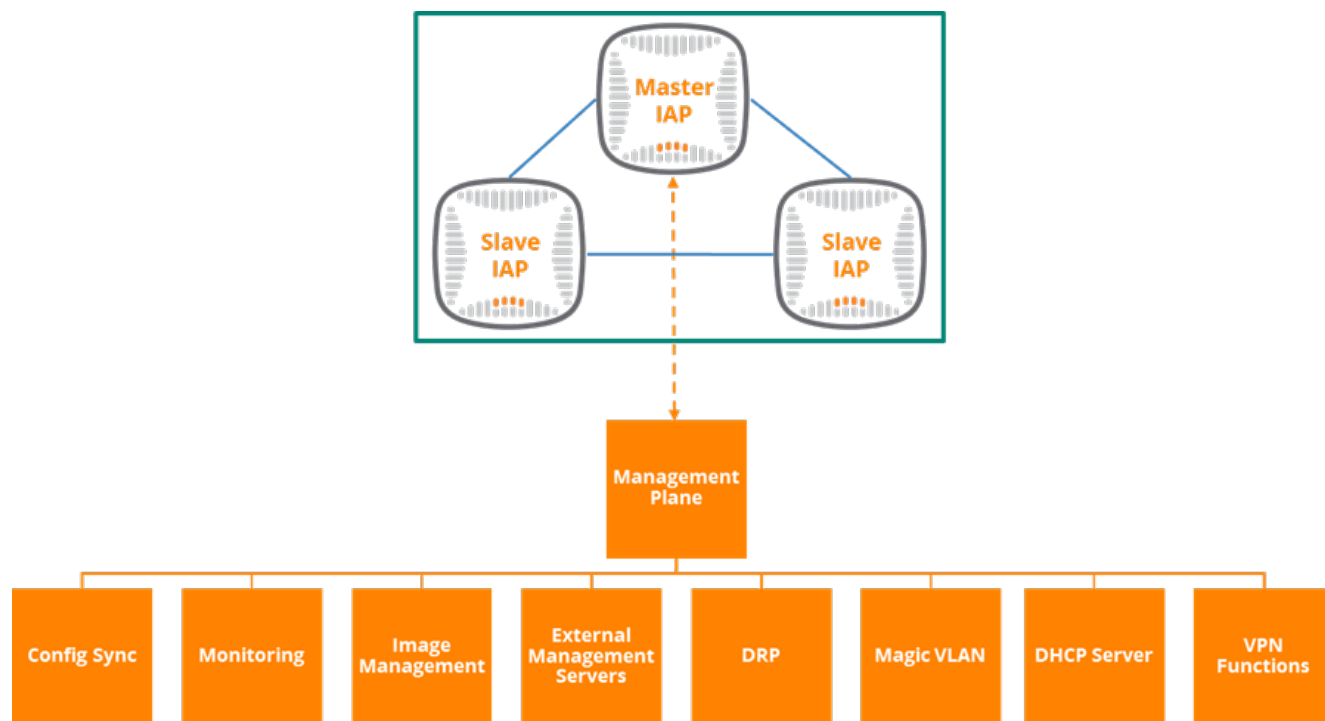 Master
IAP
Slave
IAP
Slave
IAP
Management
Plane
Config Sync
Monitoring
Image
Management
External
Management
Servers
DRP
Magic VLAN
DHCP Server
VPN
Functions